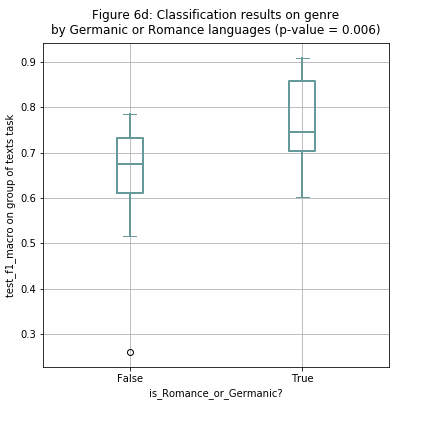 Figure 6d: Classification results on genre
by Germanic or Romance languages (p-value = 0.006)
test_f1_macro on group of texts task
0.9
0.8
0.7
0.6
0.5
0.4
0.3
False True
is_Romance_or_Germanic?